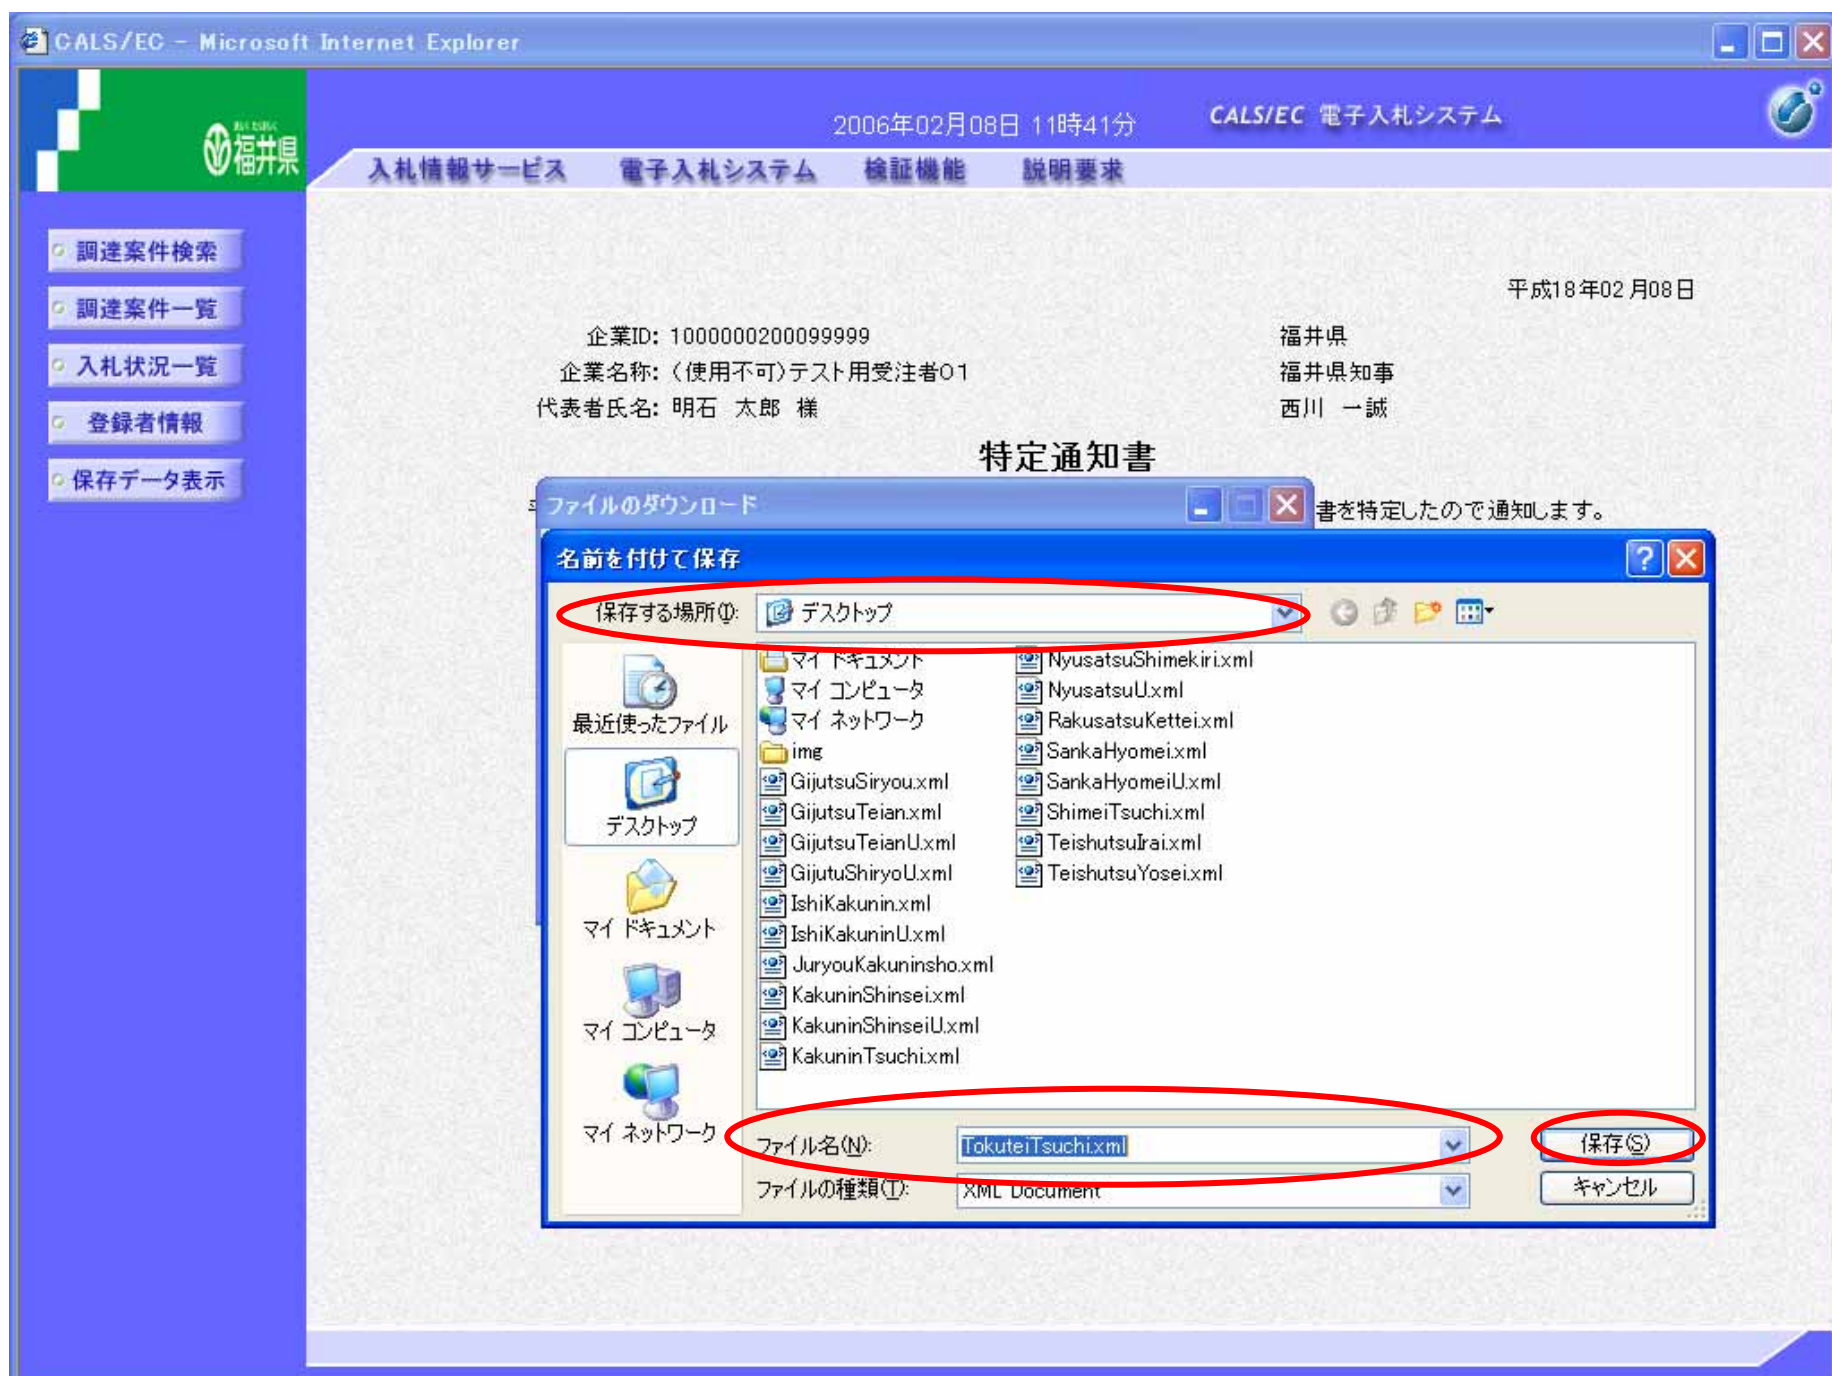 CALS/EC - Microsoft Internet Explorer
福井県
2006年02月08日 11時41分
CALS/EC 電子入札システム
入札情報サービス 電子入札システム 検証機能 説明要求
調達案件検索
調達案件一覧
入札状況一覧
登録者情報
保存データ表示
平成18年02月08日
企業ID: 1000000200099999
企業名称: (使用不可)テスト用受注者01
代表者氏名: 明石 太郎 様
福井県
福井県知事
西川 一誠
特定通知書
書を特定したので通知します。
ファイルのダウンロード
名前を付けて保存
保存する場所(I): デスクトップ
最近使ったファイル
デスクトップ
マイ ドキュメント
マイ コンピュータ
マイ ネットワーク
マイ ドキュメント
マイ コンピュータ
マイ ネットワーク
img
GijutsuSiryou.xml
GijutsuTeian.xml
GijutsuTeianU.xml
GijutuShiryoU.xml
IshiKakunin.xml
IshiKakuninU.xml
JuryouKakuninsho.xml
KakuninShinsei.xml
KakuninShinseiU.xml
KakuninTsuchi.xml
NyusatsuShimekiri.xml
NyusatsuU.xml
RakusatsuKettei.xml
SankaHyomei.xml
SankaHyomeiU.xml
ShimeiTsuchi.xml
TeishutsuIrai.xml
TeishutsuYosei.xml
ファイル名(N): TokuteiTsuchi.xml
保存(S)
ファイルの種類(T): XML Document
キャンセル